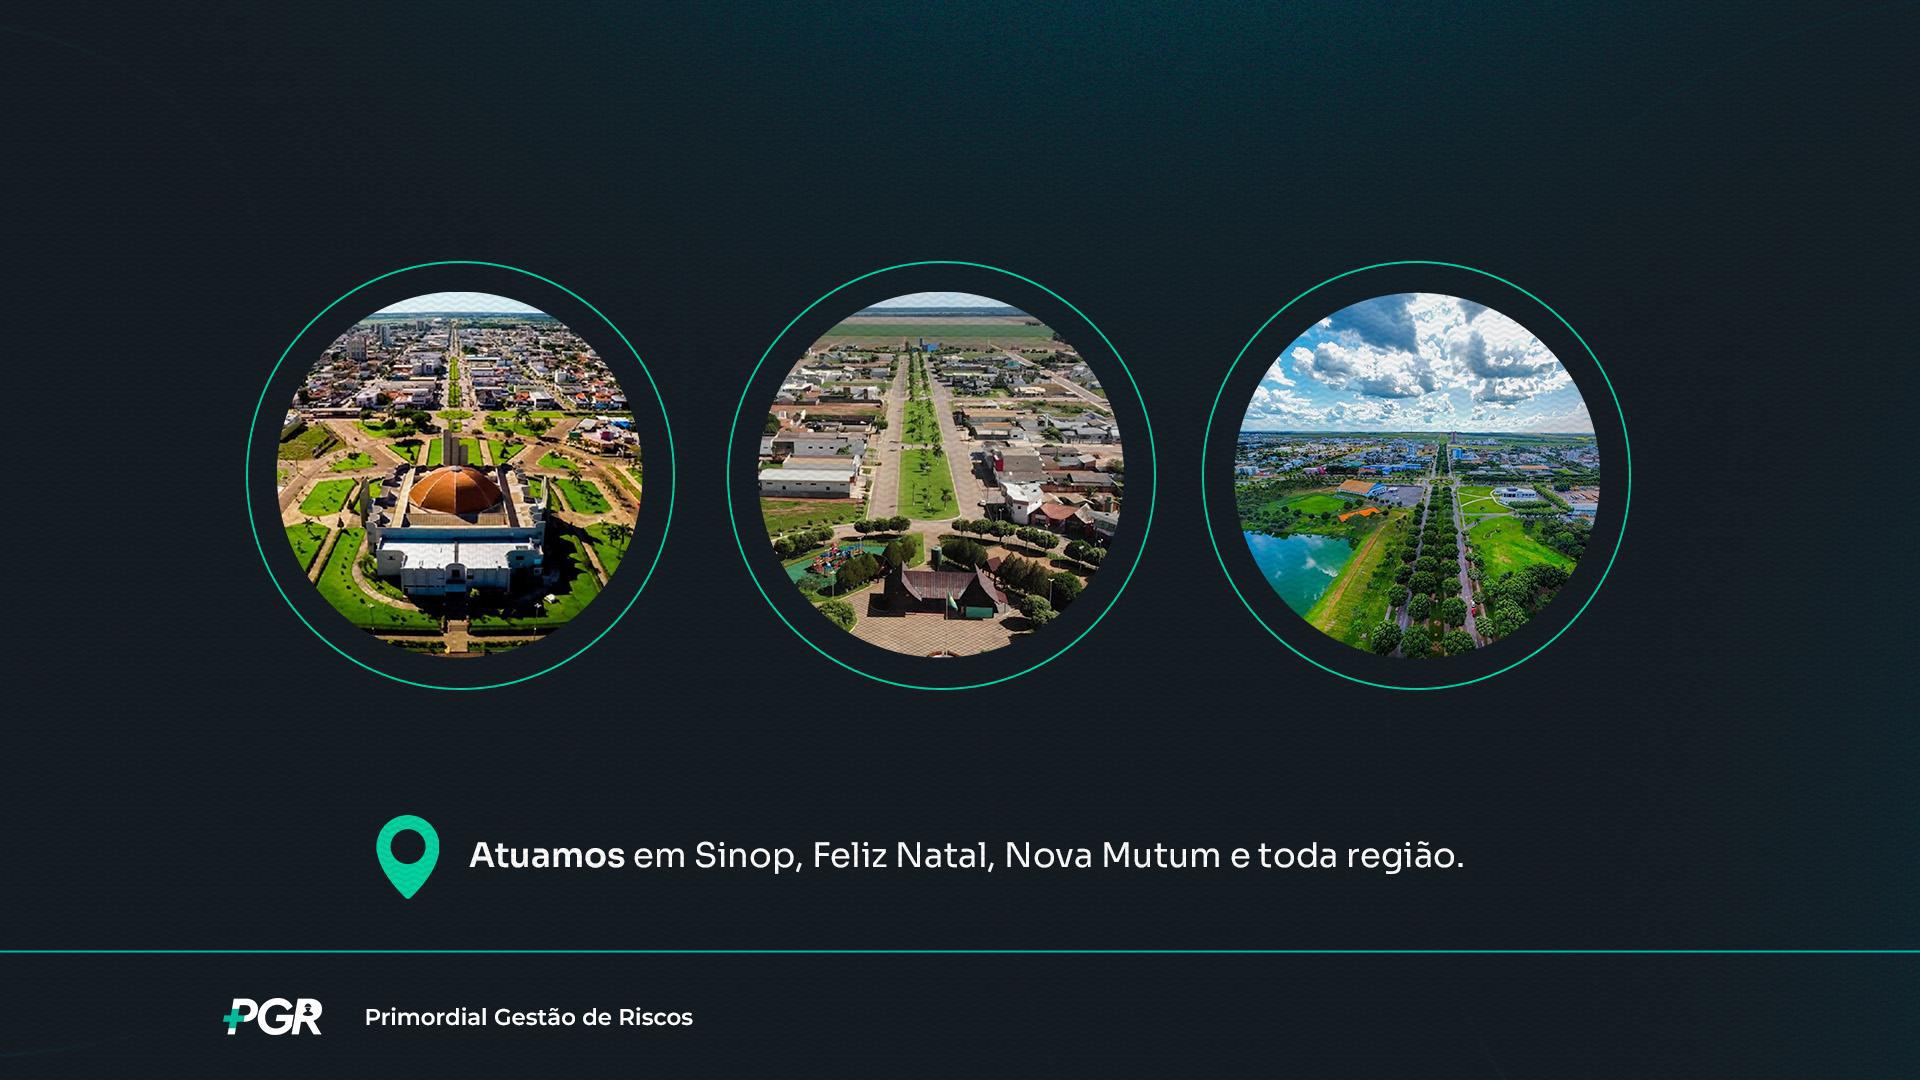 Atuamos em Sinop, Feliz Natal, Nova Mutum e toda região.
+PGR Primordial Gestão de Riscos